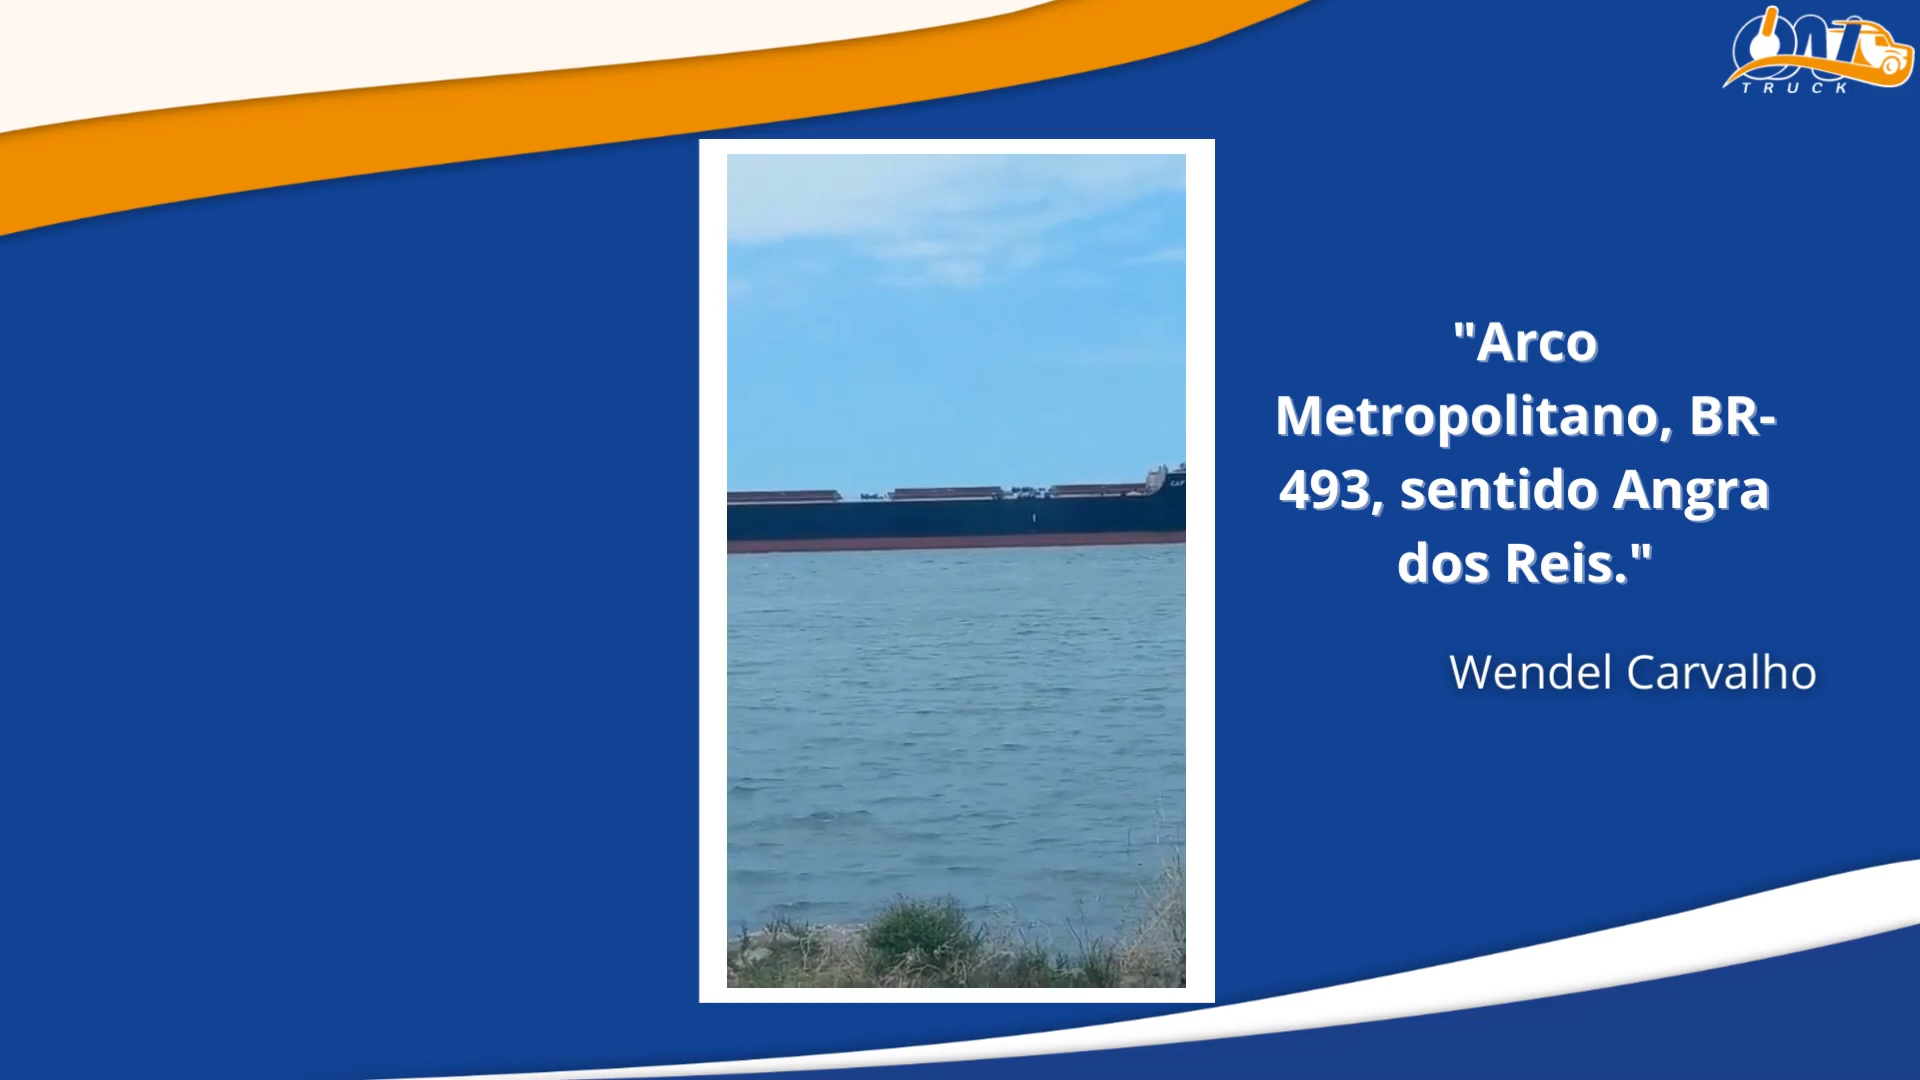 TRUCK
"Arco
Metropolitano, BR-
493, sentido Angra
dos Reis."
Wendel Carvalho